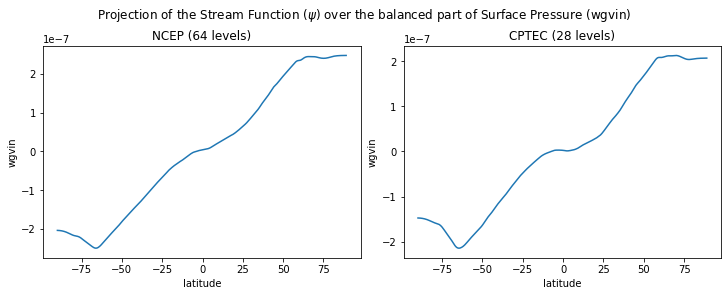 Projection of the Stream Function (ψ) over the balanced part of Surface Pressure (wgvin)
NCEP (64 levels)
1e−7
2
1
0
−1
−2
wgvin
−75 −50 −25 0 25 50 75
latitude
CPTEC (28 levels)
1e−7
2
1
0
−1
−2
wgvin
−75 −50 −25 0 25 50 75
latitude